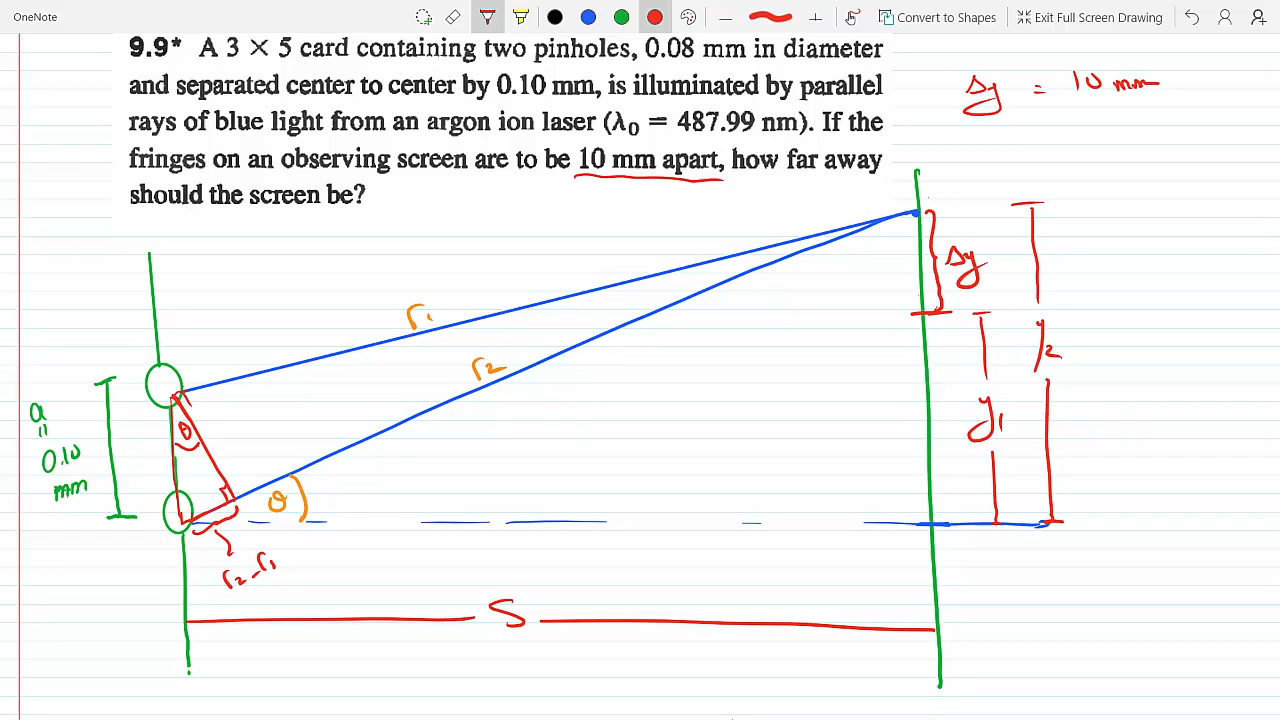 OneNote
Convert to Shapes
Exit Full Screen Drawing
9.9* A 3 × 5 card containing two pinholes, 0.08 mm in diameter
and separated center to center by 0.10 mm, is illuminated by parallel
rays of blue light from an argon ion laser (λ₀ = 487.99 nm). If the
fringes on an observing screen are to be 10 mm apart, how far away
should the screen be?
Δy = 10 mm
r₁
r₂
Δy
y₁
y₂
a
=
0.10
mm
θ
θ
r₂-r₁
S